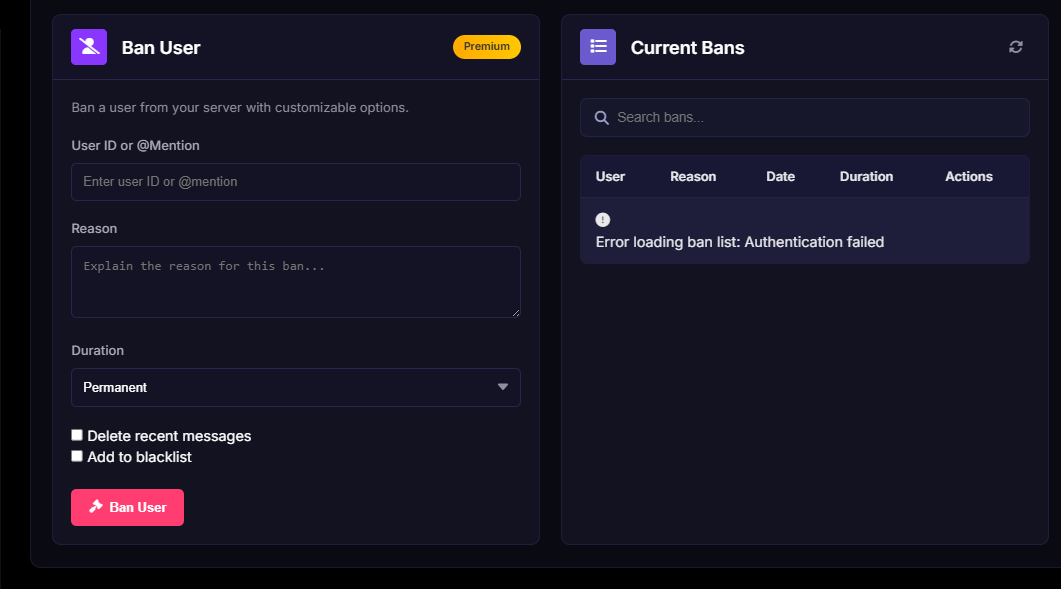 Ban User
Premium
Ban a user from your server with customizable options.
User ID or @Mention
Enter user ID or @mention
Reason
Explain the reason for this ban...
Duration
Permanent
Delete recent messages
Add to blacklist
Ban User
Current Bans
Search bans...
User Reason Date Duration Actions
Error loading ban list: Authentication failed